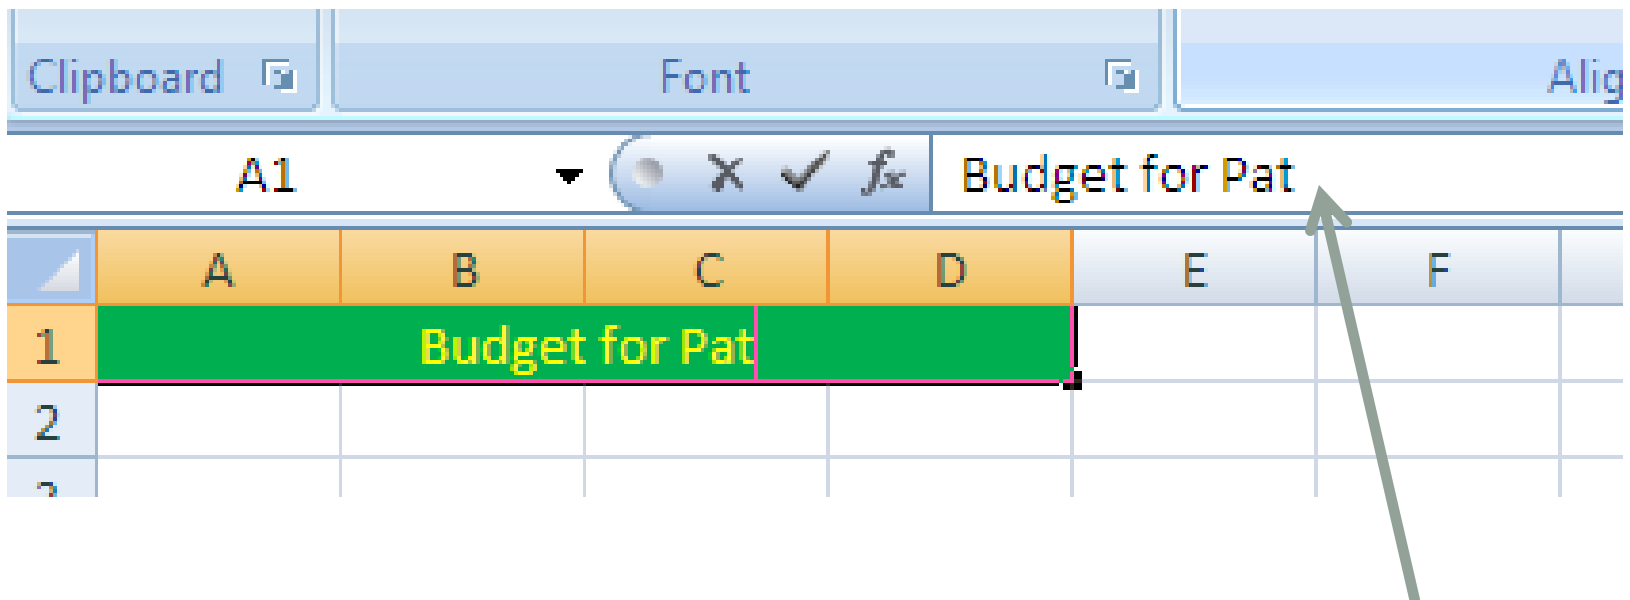 Clipboard Font Alig
A1 fx Budget for Pat
A B C D E F
1 Budget for Pat
2